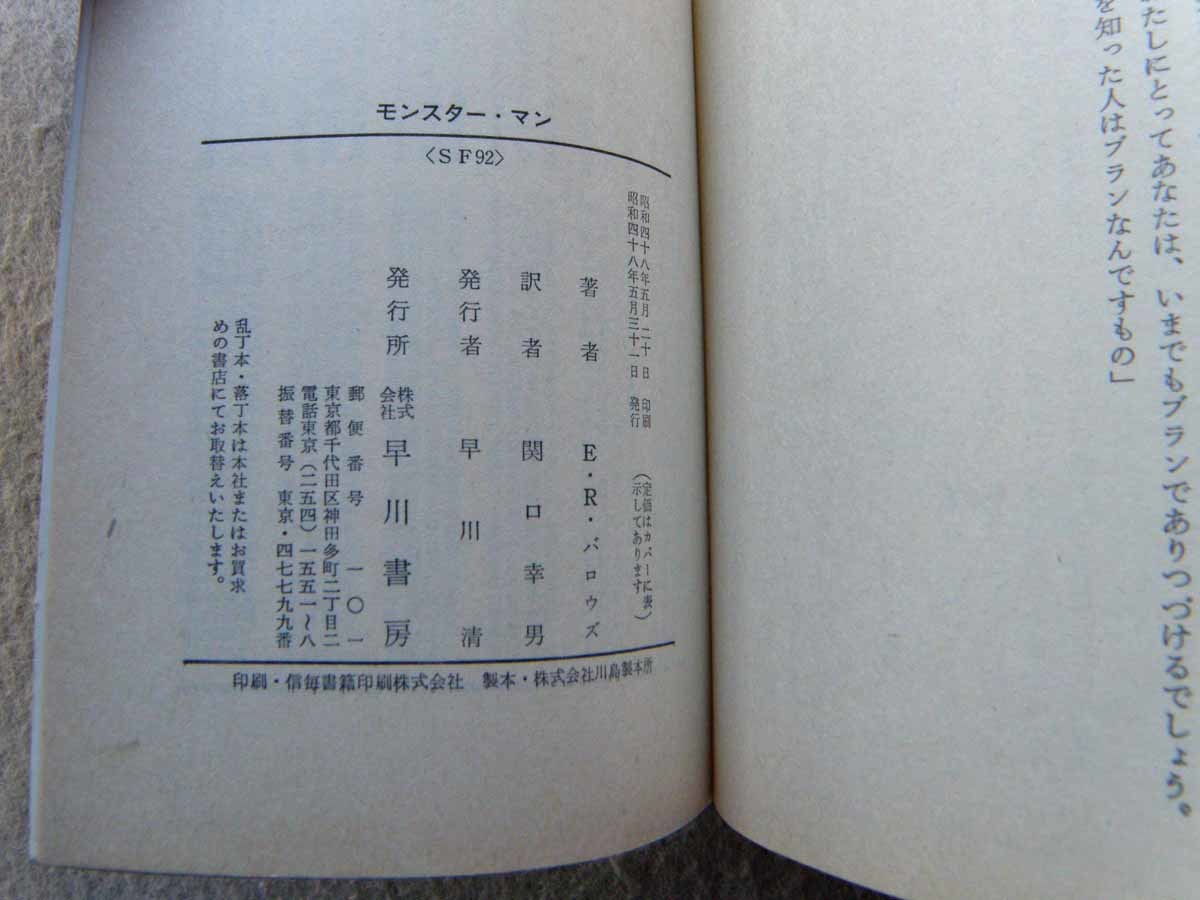 たしにとってあなたは、いまでもブランでありつづけるでしょう。
を知った人はブランなんですもの」
モンスター・マン
〈SF92〉
昭和四十八年五月二十日 印刷
昭和四十八年五月三十一日 発行
(定価はカバーに表
示してあります)
著者 E・R・バロウズ
訳者 関口幸男
発行者 早川清
発行所 株式会社 早川書房
郵便番号 一〇一
東京都千代田区神田多町二丁目二
電話東京(二五四)一五五一〜八
振替番号 東京・四七七九九番
乱丁本・落丁本は本社またはお買求
めの書店にてお取替えいたします。
印刷・信毎書籍印刷株式会社 製本・株式会社川島製本所